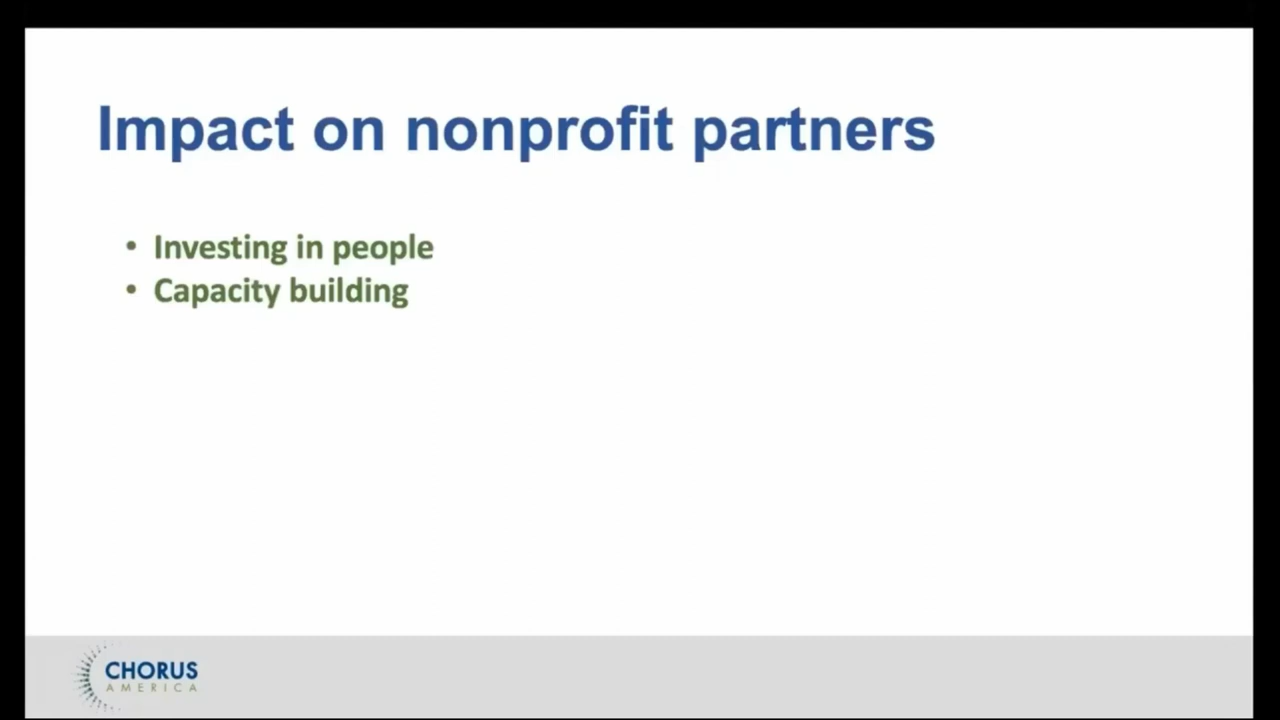 Impact on nonprofit partners
• Investing in people
• Capacity building
CHORUS
AMERICA